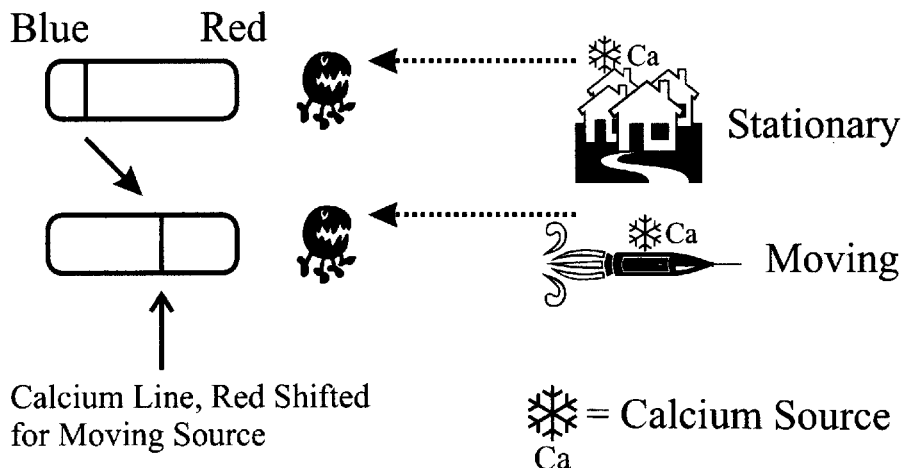 Blue Red
Ca
Stationary
Ca
Moving
Calcium Line, Red Shifted
for Moving Source
= Calcium Source
Ca